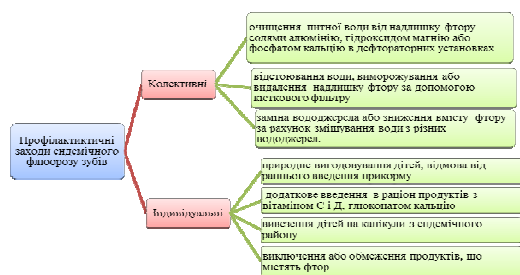 Профілактиктичні
заходи ендемічного
флюорозу зубів
Колективні
очищення питної води від надлишку фтору
солями алюмінію, гідроксидом магнію або
фосфатом кальцію в дефтораторних установках
відстоювання води, виморожування або
видалення надлишку фтору за допомогою
кісткового фільтру
заміна вододжерела або зниження вмісту фтору
за рахунок змішування води з різних
вододжерел.
Індивідуальні
природне вигодовування дітей, відмова від
раннього введення прикорму
додаткове введення в раціон продуктів з
вітаміном С і Д, глюконатом кальцію
вивезення дітей на канікули з ендемічного
району
виключення або обмеження продуктів, що
містять фтор